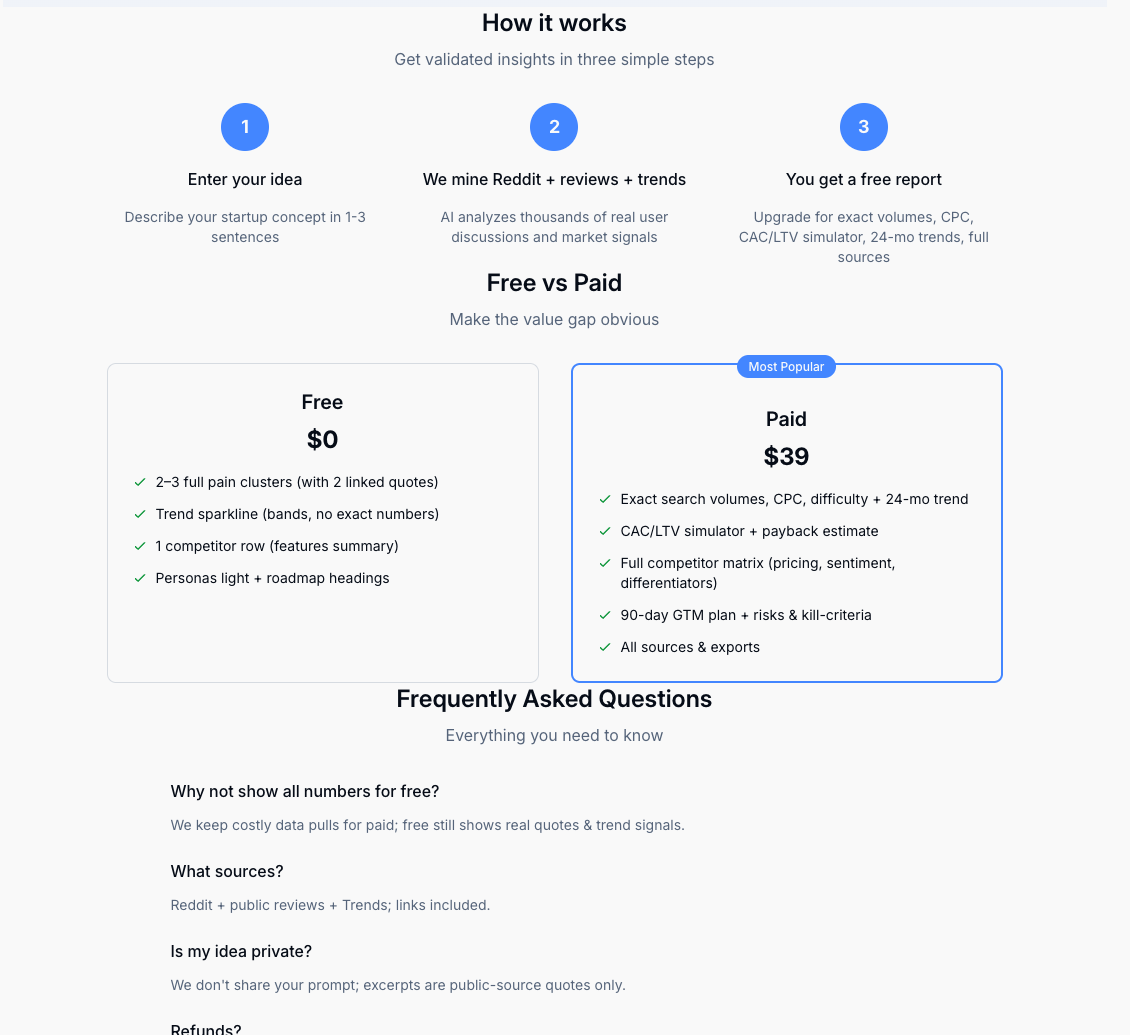 How it works
Get validated insights in three simple steps
1
Enter your idea
Describe your startup concept in 1-3
sentences
2
We mine Reddit + reviews + trends
AI analyzes thousands of real user
discussions and market signals
3
You get a free report
Upgrade for exact volumes, CPC,
CAC/LTV simulator, 24-mo trends, full
sources
Free vs Paid
Make the value gap obvious
Free
$0
2–3 full pain clusters (with 2 linked quotes)
Trend sparkline (bands, no exact numbers)
1 competitor row (features summary)
Personas light + roadmap headings
Most Popular
Paid
$39
Exact search volumes, CPC, difficulty + 24-mo trend
CAC/LTV simulator + payback estimate
Full competitor matrix (pricing, sentiment,
differentiators)
90-day GTM plan + risks & kill-criteria
All sources & exports
Frequently Asked Questions
Everything you need to know
Why not show all numbers for free?
We keep costly data pulls for paid; free still shows real quotes & trend signals.
What sources?
Reddit + public reviews + Trends; links included.
Is my idea private?
We don't share your prompt; excerpts are public-source quotes only.
Refunds?